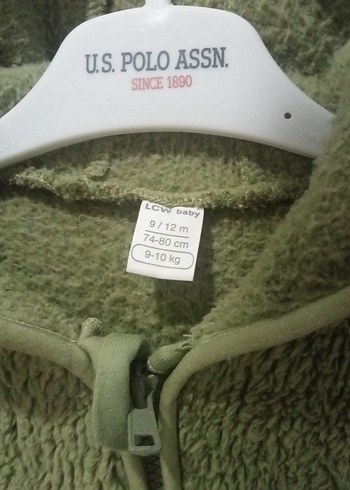 U.S. POLO ASSN.
SINCE 1890
LCW baby
9 / 12 m
74-80 cm
9-10 kg